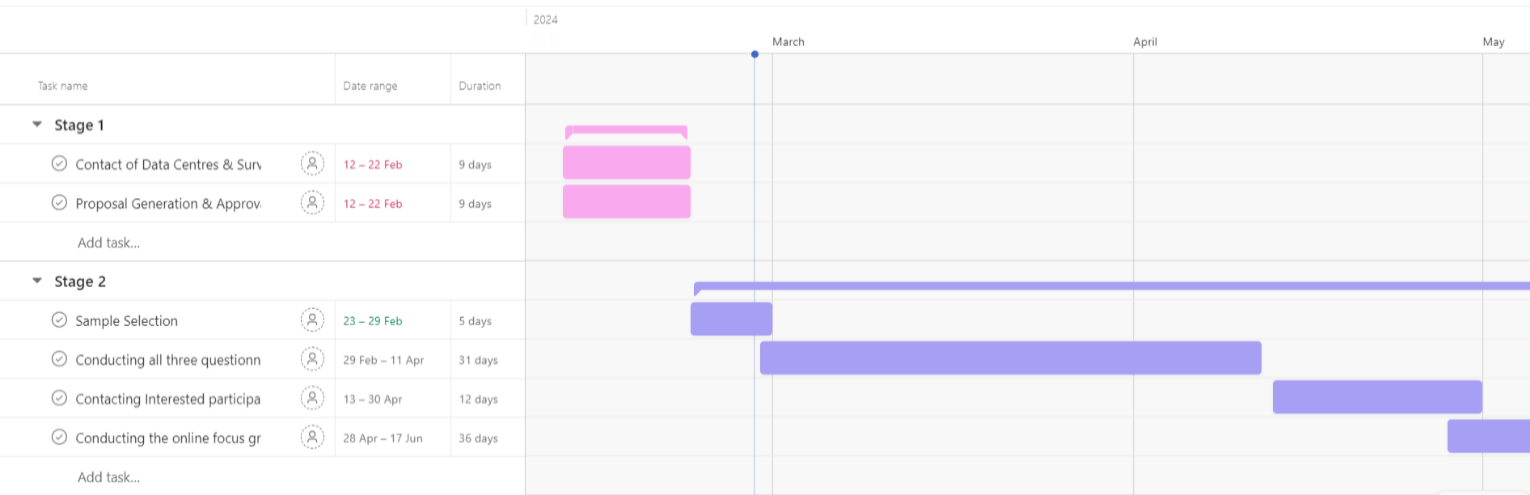 2024
March April May
Task name Date range Duration
Stage 1
Contact of Data Centres & Surv 12 – 22 Feb 9 days
Proposal Generation & Approv 12 – 22 Feb 9 days
Add task...
Stage 2
Sample Selection 23 – 29 Feb 5 days
Conducting all three questionn 29 Feb – 11 Apr 31 days
Contacting Interested participa 13 – 30 Apr 12 days
Conducting the online focus gr 28 Apr – 17 Jun 36 days
Add task...